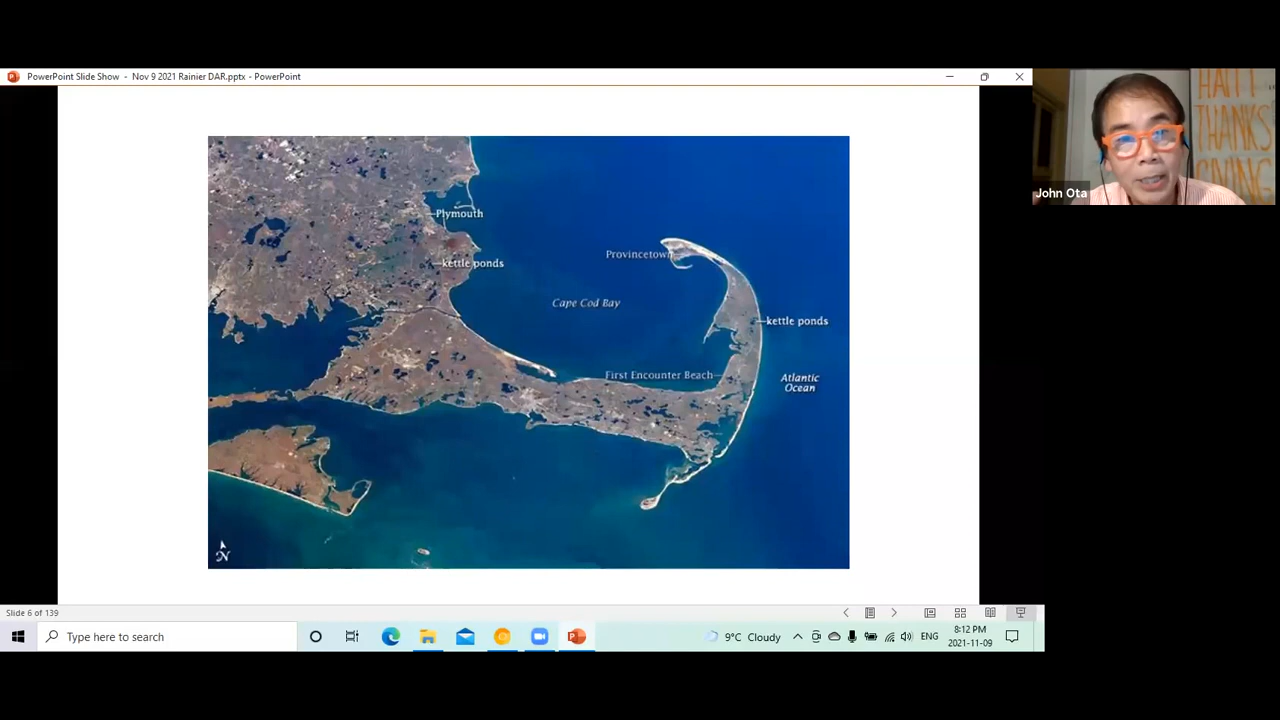 PowerPoint Slide Show - Nov 9 2021 Rainier DAR.pptx - PowerPoint
THANKS
John Ota
Plymouth
kettle ponds
Provincetown
Cape Cod Bay
kettle ponds
First Encounter Beach
Atlantic
Ocean
N
Slide 6 of 139
Type here to search
9°C Cloudy
ENG
8:12 PM
2021-11-09